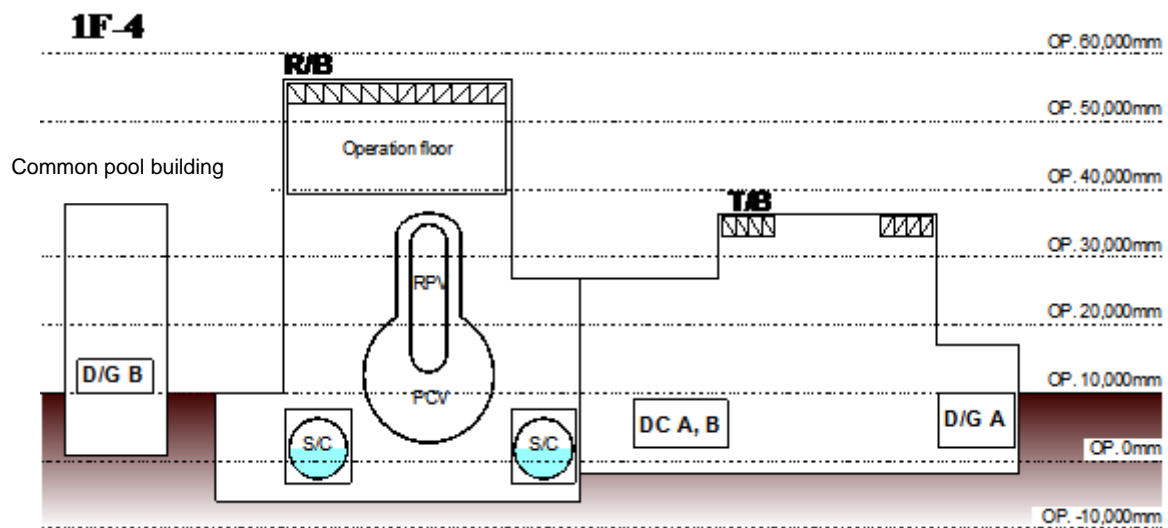 1F-4
OP. 60,000mm
R/B
OP. 50,000mm
Operation floor
Common pool building
OP. 40,000mm
T/B
OP. 30,000mm
RPV
OP. 20,000mm
D/G B
OP. 10,000mm
PCV
DC A, B
D/G A
S/C
S/C
OP. 0mm
OP. -10,000mm